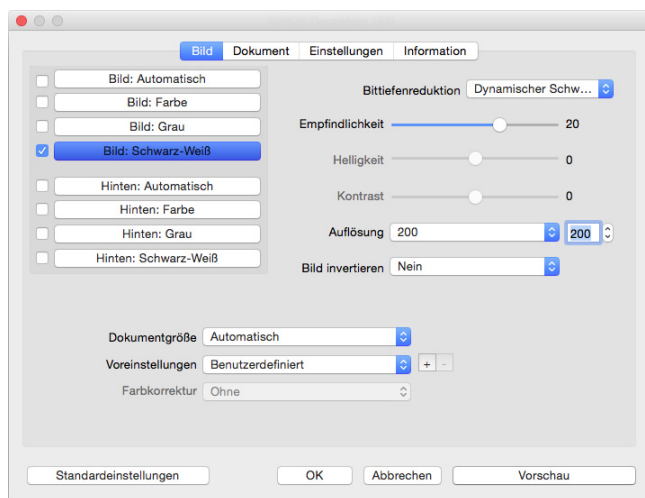 Bild Dokument Einstellungen Information
Bild: Automatisch
Bild: Farbe
Bild: Grau
Bild: Schwarz-Weiß
Hinten: Automatisch
Hinten: Farbe
Hinten: Grau
Hinten: Schwarz-Weiß
Bittiefenreduktion Dynamischer Schw...
Empfindlichkeit 20
Helligkeit 0
Kontrast 0
Auflösung 200 200
Bild invertieren Nein
Dokumentgröße Automatisch
Voreinstellungen Benutzerdefiniert + -
Farbkorrektur Ohne
Standardeinstellungen OK Abbrechen Vorschau